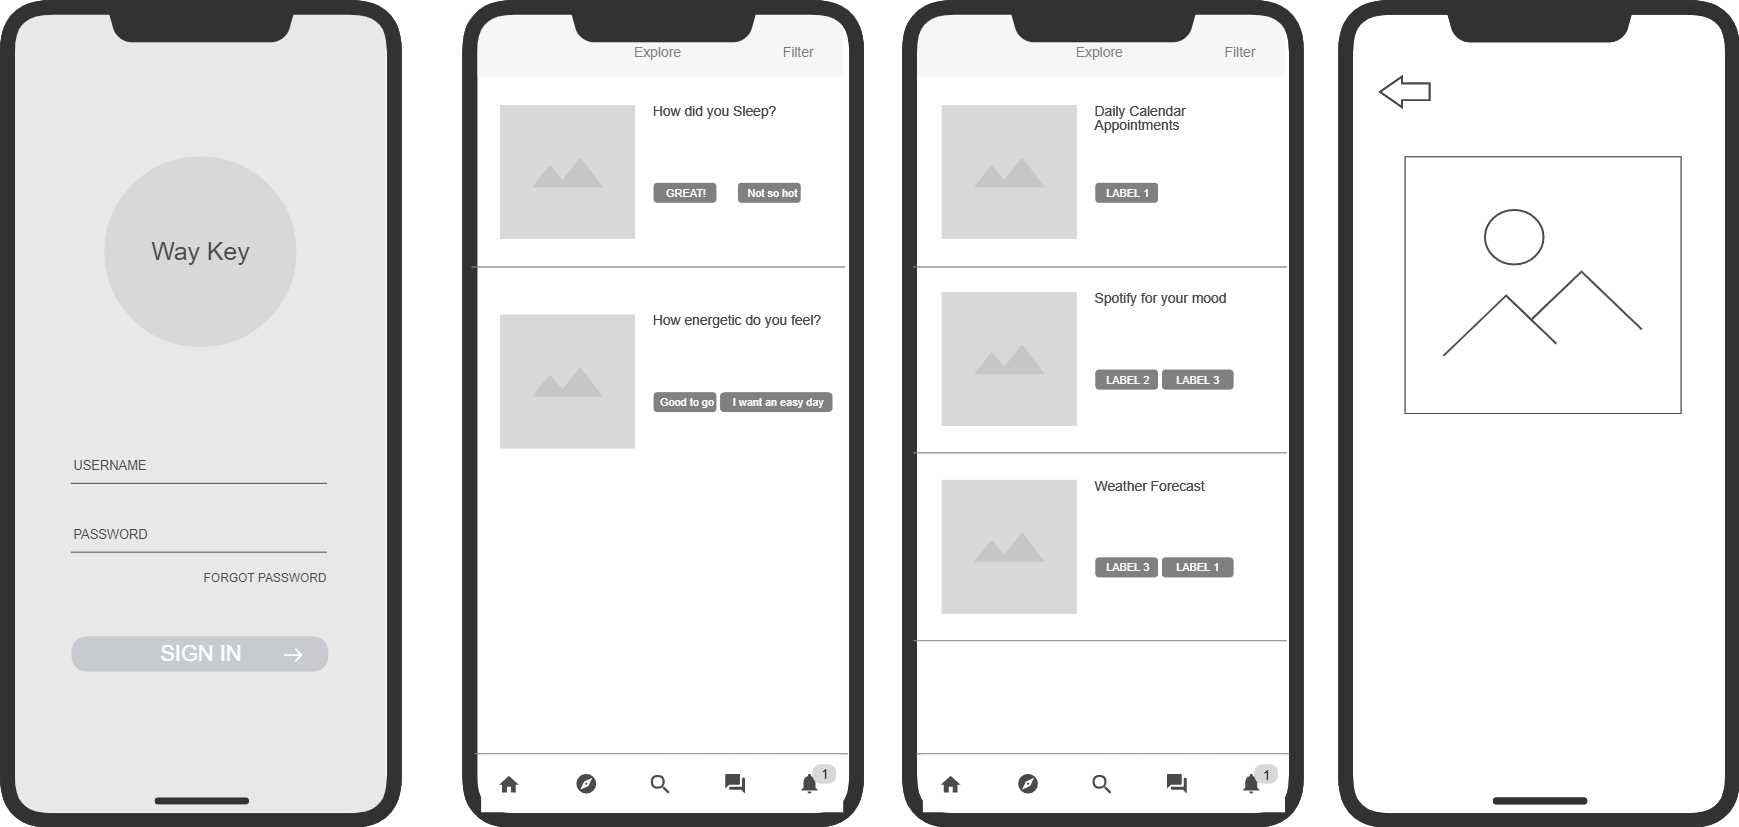 Way Key
USERNAME
PASSWORD
FORGOT PASSWORD
SIGN IN
Explore
Filter
How did you Sleep?
GREAT!
Not so hot
How energetic do you feel?
Good to go
I want an easy day
1
Explore
Filter
Daily Calendar
Appointments
LABEL 1
Spotify for your mood
LABEL 2
LABEL 3
Weather Forecast
LABEL 3
LABEL 1
1